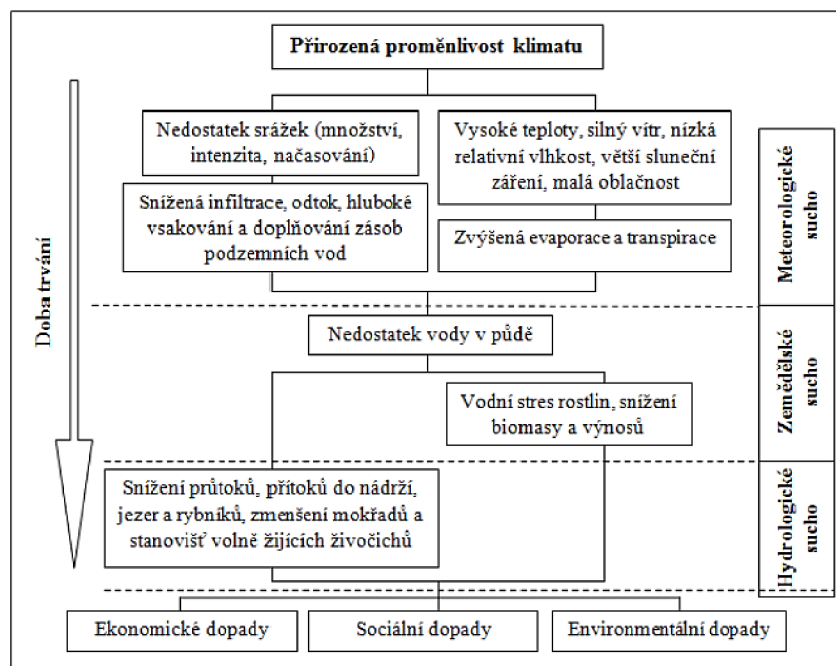 Přirozená proměnlivost klimatu
Nedostatek srážek (množství,
intenzita, načasování)
Vysoké teploty, silný vítr, nízká
relativní vlhkost, větší sluneční
záření, malá oblačnost
Snížená infiltrace, odtok, hluboké
vsakování a doplňování zásob
podzemních vod
Zvýšená evaporace a transpirace
Meteorologické
sucho
Doba trvání
Nedostatek vody v půdě
Vodní stres rostlin, snížení
biomasy a výnosů
Zemědělské
sucho
Snížení průtoků, přítoků do nádrží,
jezer a rybníků, zmenšení mokřadů a
stanovišť volně žijících živočichů
Hydrologické
sucho
Ekonomické dopady
Sociální dopady
Environmentální dopady